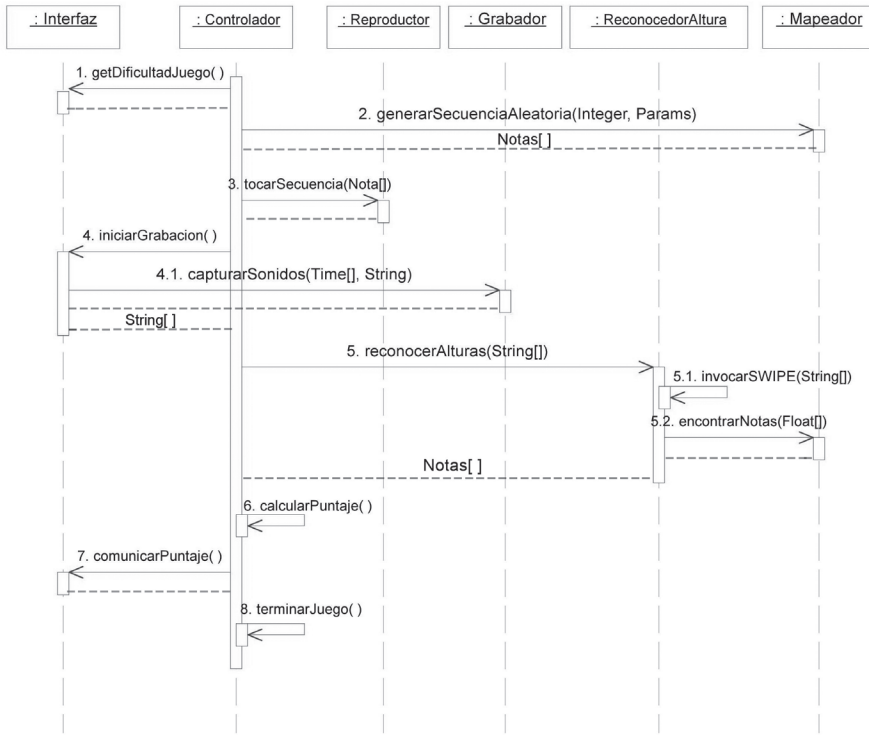 : Interfaz
: Controlador
: Reproductor
: Grabador
: ReconocedorAltura
: Mapeador
1. getDificultadJuego( )
2. generarSecuenciaAleatoria(Integer, Params)
Notas[ ]
3. tocarSecuencia(Nota[])
4. iniciarGrabacion( )
4.1. capturarSonidos(Time[], String)
String[ ]
5. reconocerAlturas(String[])
5.1. invocarSWIPE(String[])
5.2. encontrarNotas(Float[])
Notas[ ]
6. calcularPuntaje( )
7. comunicarPuntaje( )
8. terminarJuego( )